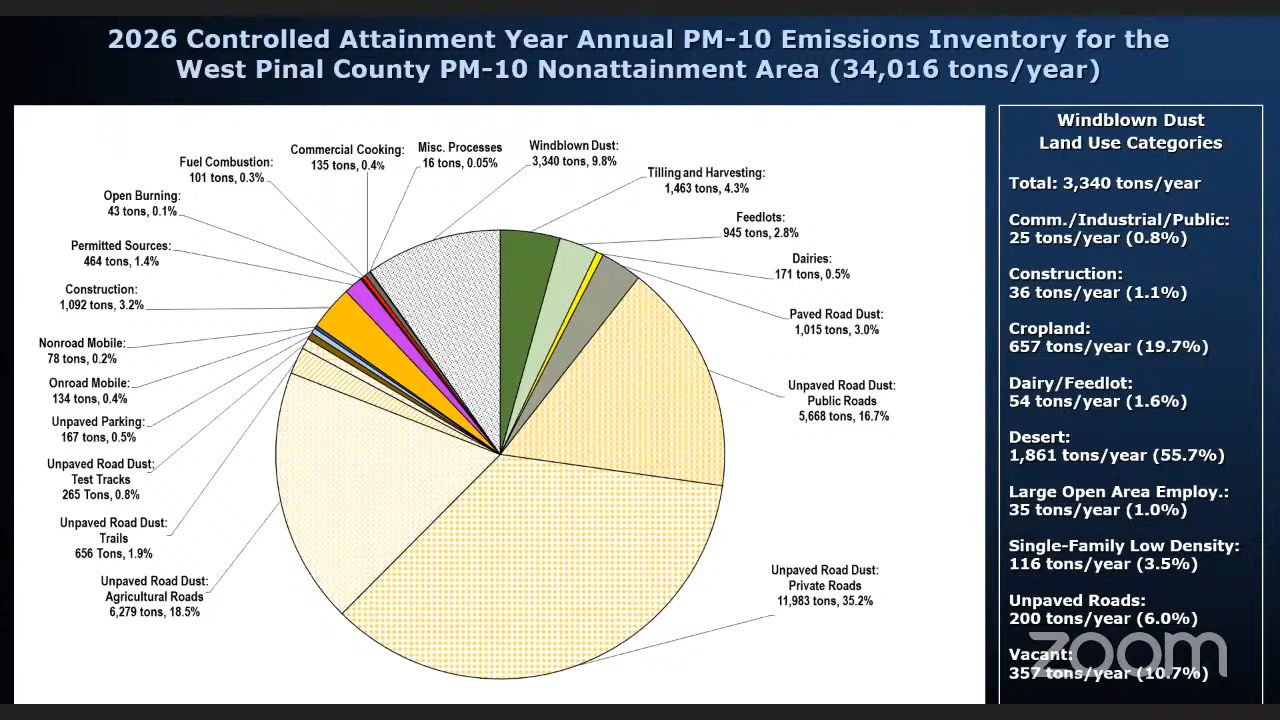 2026 Controlled Attainment Year Annual PM-10 Emissions Inventory for the
West Pinal County PM-10 Nonattainment Area (34,016 tons/year)
Windblown Dust:
3,340 tons, 9.8%
Tilling and Harvesting:
1,463 tons, 4.3%
Feedlots:
945 tons, 2.8%
Dairies:
171 tons, 0.5%
Paved Road Dust:
1,015 tons, 3.0%
Unpaved Road Dust:
Public Roads
5,668 tons, 16.7%
Unpaved Road Dust:
Private Roads
11,983 tons, 35.2%
Unpaved Road Dust:
Agricultural Roads
6,279 tons, 18.5%
Unpaved Road Dust:
Trails
656 Tons, 1.9%
Unpaved Road Dust:
Test Tracks
265 Tons, 0.8%
Unpaved Parking:
167 tons, 0.5%
Onroad Mobile:
134 tons, 0.4%
Nonroad Mobile:
78 tons, 0.2%
Construction:
1,092 tons, 3.2%
Permitted Sources:
464 tons, 1.4%
Open Burning:
43 tons, 0.1%
Fuel Combustion:
101 tons, 0.3%
Commercial Cooking:
135 tons, 0.4%
Misc. Processes
16 tons, 0.05%
Windblown Dust
Land Use Categories
Total: 3,340 tons/year
Comm./Industrial/Public:
25 tons/year (0.8%)
Construction:
36 tons/year (1.1%)
Cropland:
657 tons/year (19.7%)
Dairy/Feedlot:
54 tons/year (1.6%)
Desert:
1,861 tons/year (55.7%)
Large Open Area Employ.:
35 tons/year (1.0%)
Single-Family Low Density:
116 tons/year (3.5%)
Unpaved Roads:
200 tons/year (6.0%)
Vacant:
357 tons/year (10.7%)
zoom